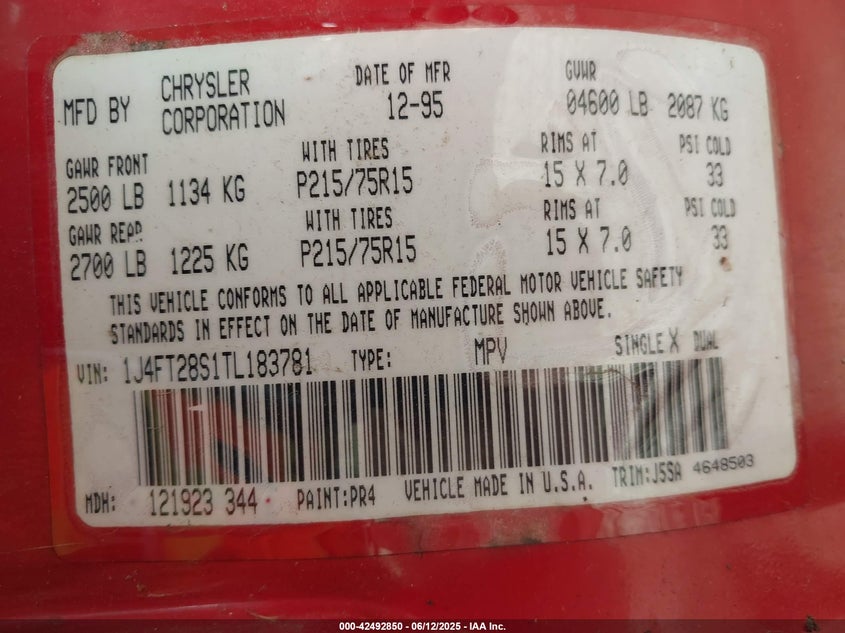 MFD BY CHRYSLER CORPORATION DATE OF MFR 12-95 GVWR 04600 LB 2087 KG
GAWR FRONT WITH TIRES RIMS AT PSI COLD
2500 LB 1134 KG P215/75R15 15 X 7.0 33
GAWR REAR WITH TIRES RIMS AT PSI COLD
2700 LB 1225 KG P215/75R15 15 X 7.0 33
THIS VEHICLE CONFORMS TO ALL APPLICABLE FEDERAL MOTOR VEHICLE SAFETY
STANDARDS IN EFFECT ON THE DATE OF MANUFACTURE SHOWN ABOVE.
VIN: 1J4FT28S1TL183781 TYPE: MPV SINGLE X DUAL
MDH: 121923 344 PAINT:PR4 VEHICLE MADE IN U.S.A. TRIM:J5SA 4648503
000-42492850 - 06/12/2025 - IAA Inc.